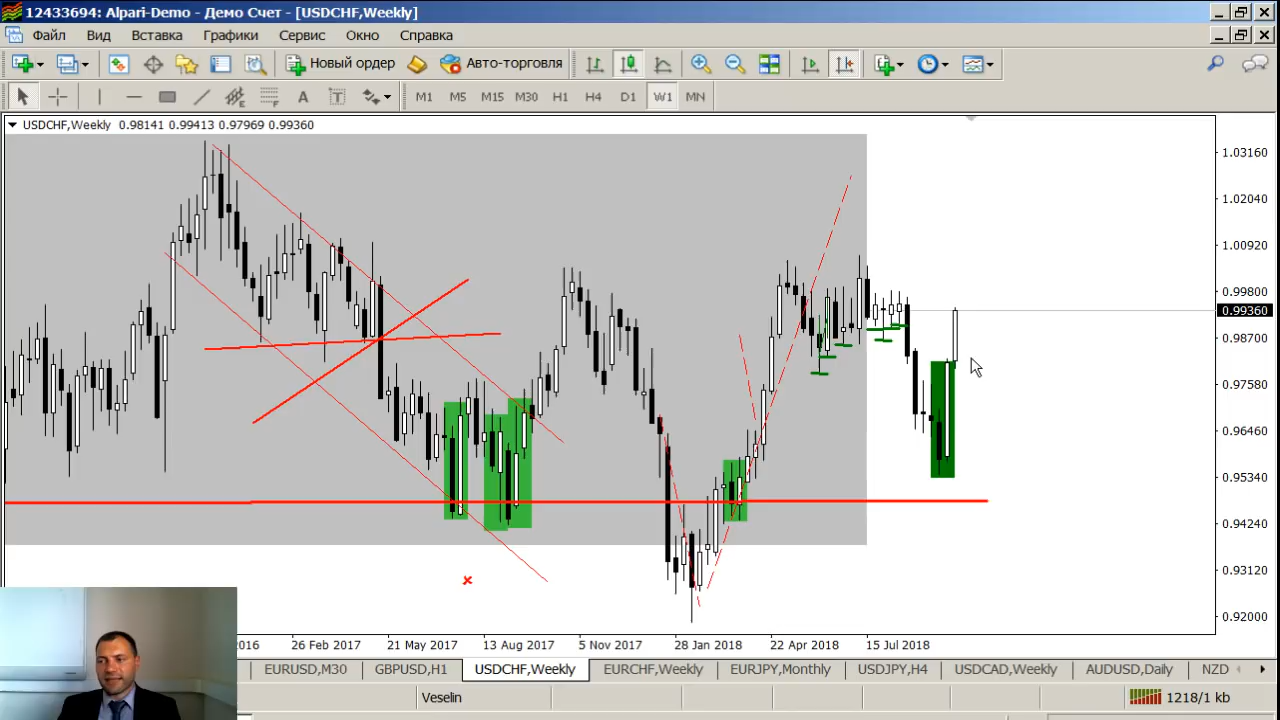 12433694: Alpari-Demo - Демо Счет - [USDCHF,Weekly]
Файл Вид Вставка Графики Сервис Окно Справка
Новый ордер Авто-торговля
A T M1 M5 M15 M30 H1 H4 D1 W1 MN
USDCHF,Weekly 0.98141 0.99413 0.97969 0.99360
1.03160
1.02040
1.00920
0.99800
0.99360
0.98700
0.97580
0.96460
0.95340
0.94240
0.93120
0.92000
2016 26 Feb 2017 21 May 2017 13 Aug 2017 5 Nov 2017 28 Jan 2018 22 Apr 2018 15 Jul 2018
EURUSD,M30 GBPUSD,H1 USDCHF,Weekly EURCHF,Weekly EURJPY,Monthly USDJPY,H4 USDCAD,Weekly AUDUSD,Daily NZD
Veselin 1218/1 kb